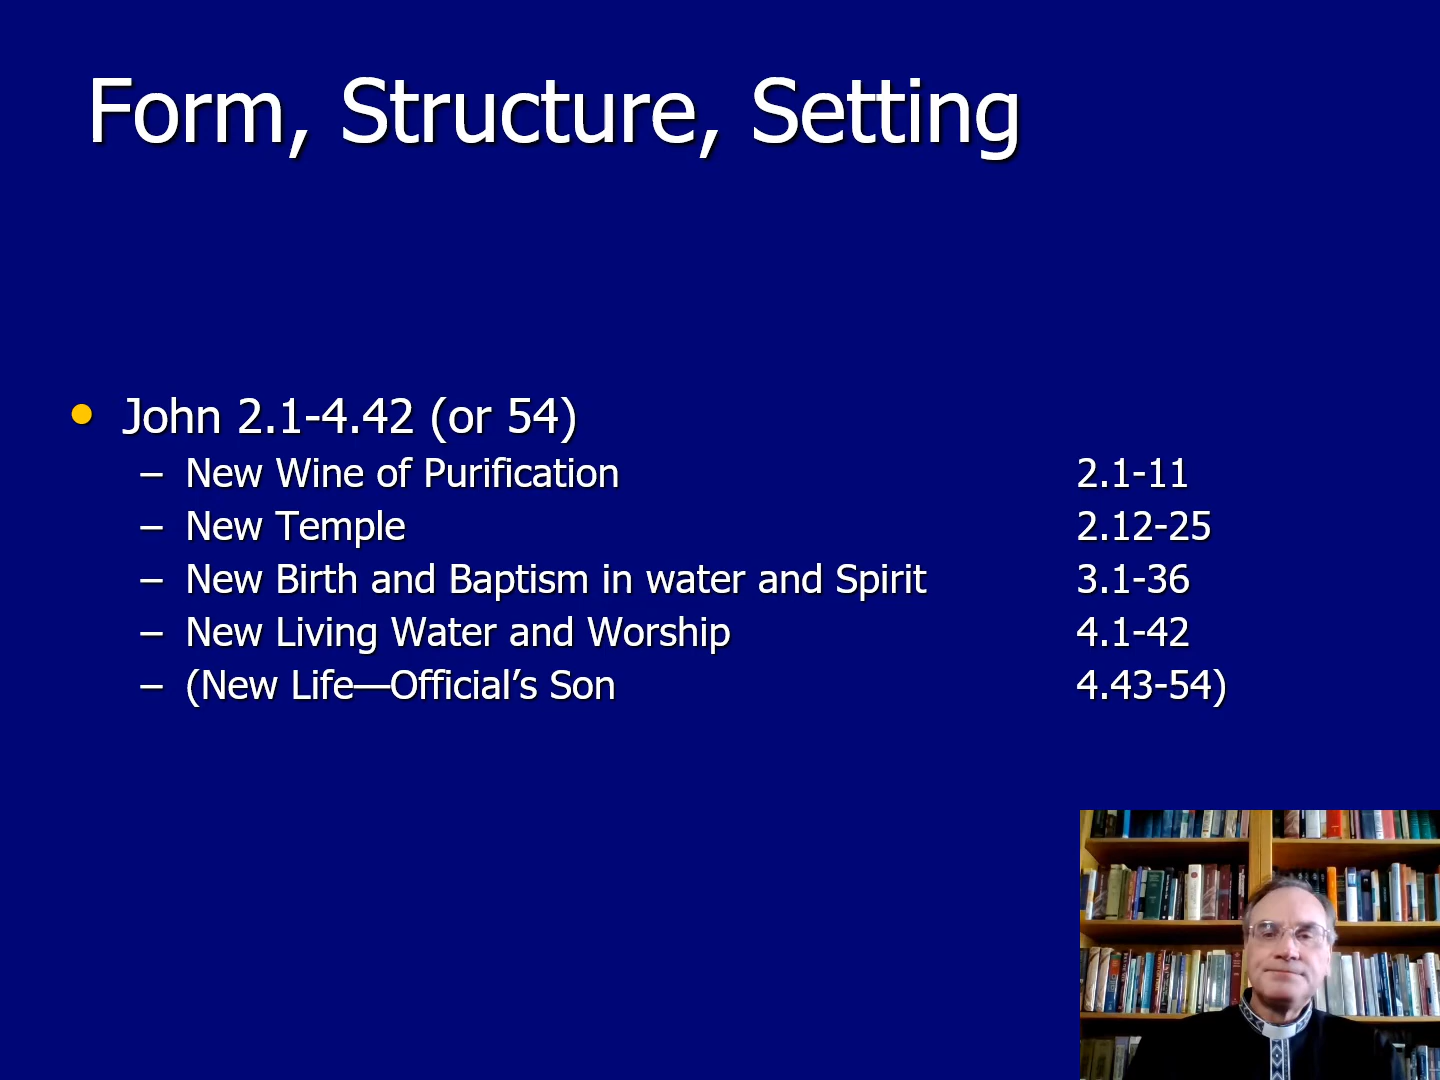 Form, Structure, Setting
• John 2.1-4.42 (or 54)
– New Wine of Purification 2.1-11
– New Temple 2.12-25
– New Birth and Baptism in water and Spirit 3.1-36
– New Living Water and Worship 4.1-42
– (New Life—Official’s Son 4.43-54)